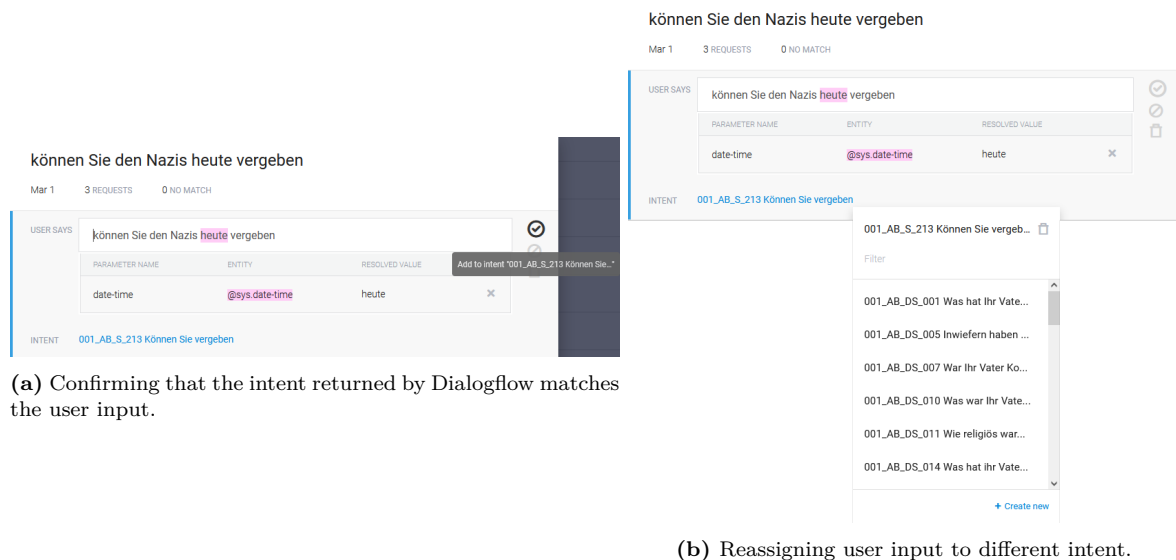 können Sie den Nazis heute vergeben
Mar 1 3 REQUESTS 0 NO MATCH
USER SAYS können Sie den Nazis heute vergeben
PARAMETER NAME ENTITY RESOLVED VALUE
Add to intent "001_AB_S_213 Können Sie..."
date-time @sys.date-time heute
INTENT 001_AB_S_213 Können Sie vergeben
(a) Confirming that the intent returned by Dialogflow matches
the user input.
können Sie den Nazis heute vergeben
Mar 1 3 REQUESTS 0 NO MATCH
USER SAYS können Sie den Nazis heute vergeben
PARAMETER NAME ENTITY RESOLVED VALUE
date-time @sys.date-time heute
INTENT 001_AB_S_213 Können Sie vergeben
001_AB_S_213 Können Sie vergeb...
Filter
001_AB_DS_001 Was hat Ihr Vate...
001_AB_DS_005 Inwiefern haben ...
001_AB_DS_007 War Ihr Vater Ko...
001_AB_DS_010 Was war Ihr Vate...
001_AB_DS_011 Wie religiös war...
001_AB_DS_014 Was hat ihr Vate...
+ Create new
(b) Reassigning user input to different intent.